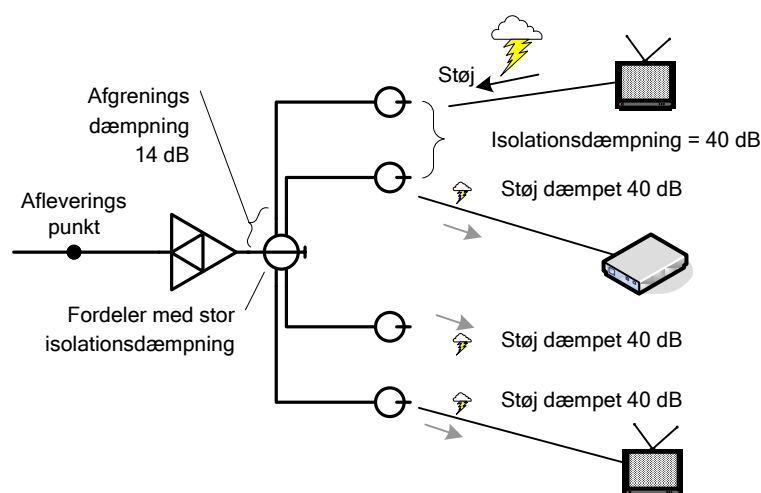 Støj
Afgrenings
dæmpning
14 dB
Isolationsdæmpning = 40 dB
Støj dæmpet 40 dB
Afleverings
punkt
Fordeler med stor
isolationsdæmpning
Støj dæmpet 40 dB
Støj dæmpet 40 dB